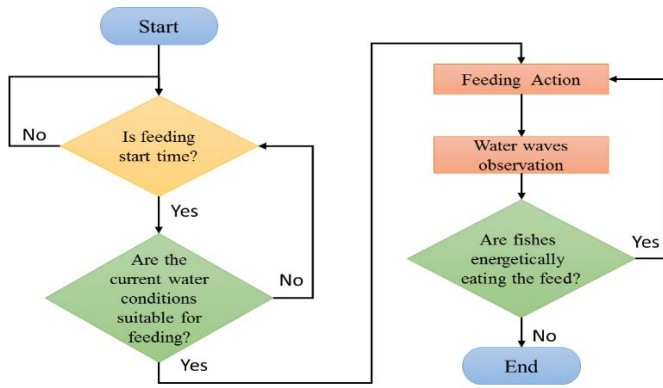 Start
No
Is feeding
start time?
Yes
Are the
current water
conditions
suitable for
feeding?
No
Yes
Feeding Action
Water waves
observation
Are fishes
energetically
eating the feed?
Yes
No
End